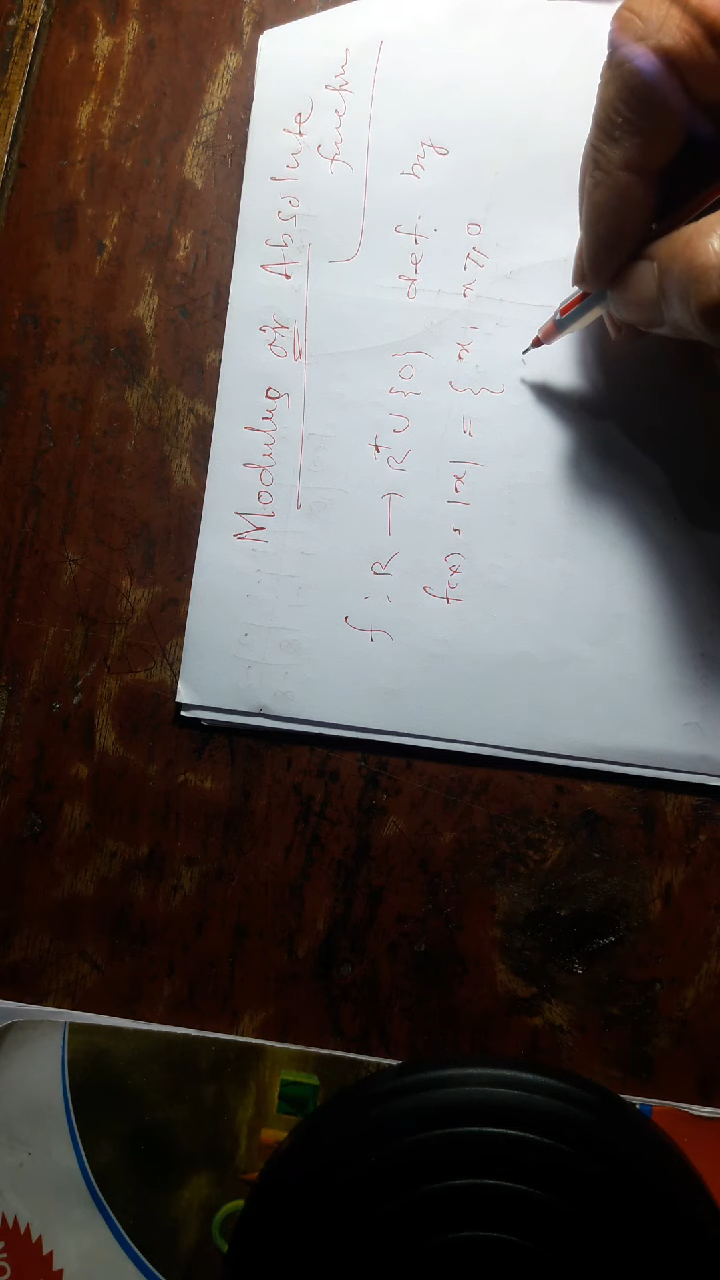 Modulus or Absolute
function
f : R → R⁺ ∪ {0} def. by
f(x) = |x| = { x, x ≥ 0